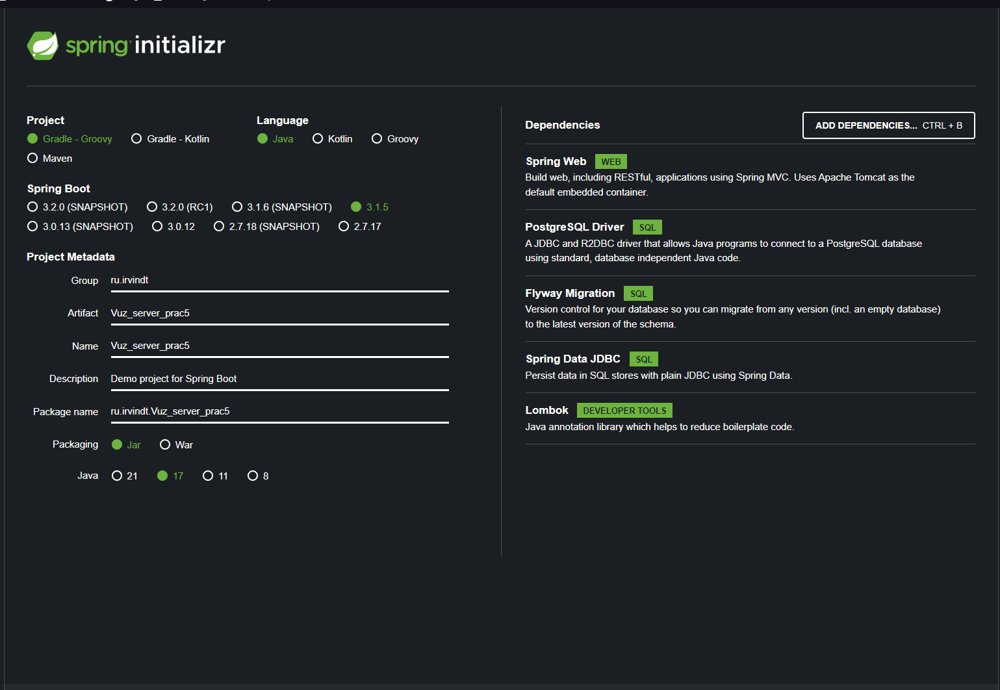 spring initializr
Project
Gradle - Groovy Gradle - Kotlin
Maven
Language
Java Kotlin Groovy
Spring Boot
3.2.0 (SNAPSHOT) 3.2.0 (RC1) 3.1.6 (SNAPSHOT) 3.1.5
3.0.13 (SNAPSHOT) 3.0.12 2.7.18 (SNAPSHOT) 2.7.17
Project Metadata
Group ru.irvindt
Artifact Vuz_server_prac5
Name Vuz_server_prac5
Description Demo project for Spring Boot
Package name ru.irvindt.Vuz_server_prac5
Packaging Jar War
Java 21 17 11 8
Dependencies ADD DEPENDENCIES... CTRL + B
Spring Web WEB
Build web, including RESTful, applications using Spring MVC. Uses Apache Tomcat as the
default embedded container.
PostgreSQL Driver SQL
A JDBC and R2DBC driver that allows Java programs to connect to a PostgreSQL database
using standard, database independent Java code.
Flyway Migration SQL
Version control for your database so you can migrate from any version (incl. an empty database)
to the latest version of the schema.
Spring Data JDBC SQL
Persist data in SQL stores with plain JDBC using Spring Data.
Lombok DEVELOPER TOOLS
Java annotation library which helps to reduce boilerplate code.